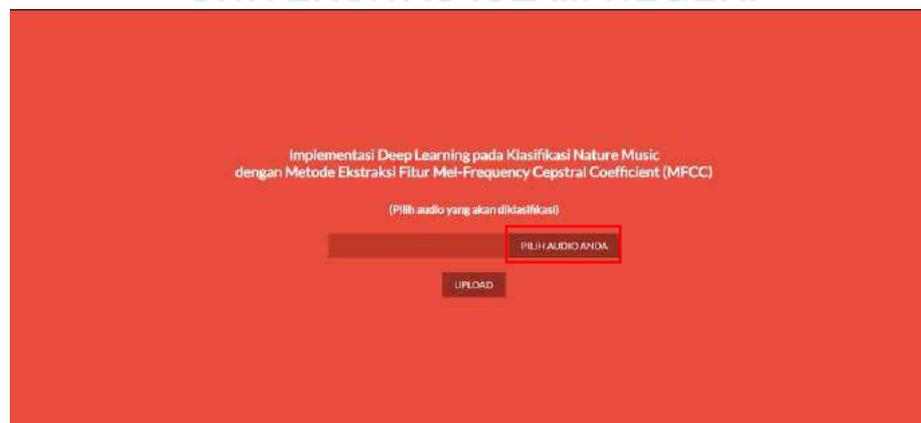 Implementasi Deep Learning pada Klasifikasi Nature Music
dengan Metode Ekstraksi Fitur Mel-Frequency Cepstral Coefficient (MFCC)
(Pilih audio yang akan diklasifikasi)
PILIH AUDIO ANDA
UPLOAD